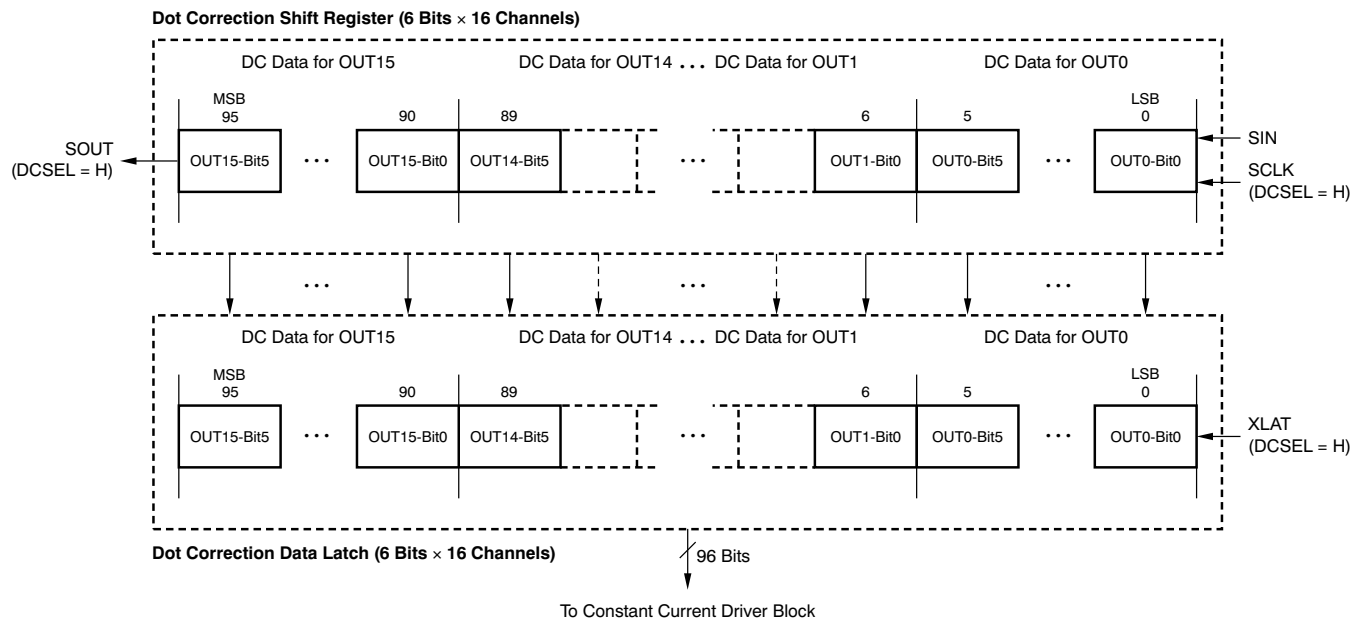 Dot Correction Shift Register (6 Bits × 16 Channels)
DC Data for OUT15
DC Data for OUT14 ... DC Data for OUT1
DC Data for OUT0
MSB
LSB
95
90
89
6
5
0
SOUT
(DCSEL = H)
OUT15-Bit5
...
OUT15-Bit0
OUT14-Bit5
...
OUT1-Bit0
OUT0-Bit5
...
OUT0-Bit0
SIN
SCLK
(DCSEL = H)
...
...
...
DC Data for OUT15
DC Data for OUT14 ... DC Data for OUT1
DC Data for OUT0
MSB
LSB
95
90
89
6
5
0
OUT15-Bit5
...
OUT15-Bit0
OUT14-Bit5
...
OUT1-Bit0
OUT0-Bit5
...
OUT0-Bit0
XLAT
(DCSEL = H)
Dot Correction Data Latch (6 Bits × 16 Channels)
96 Bits
To Constant Current Driver Block